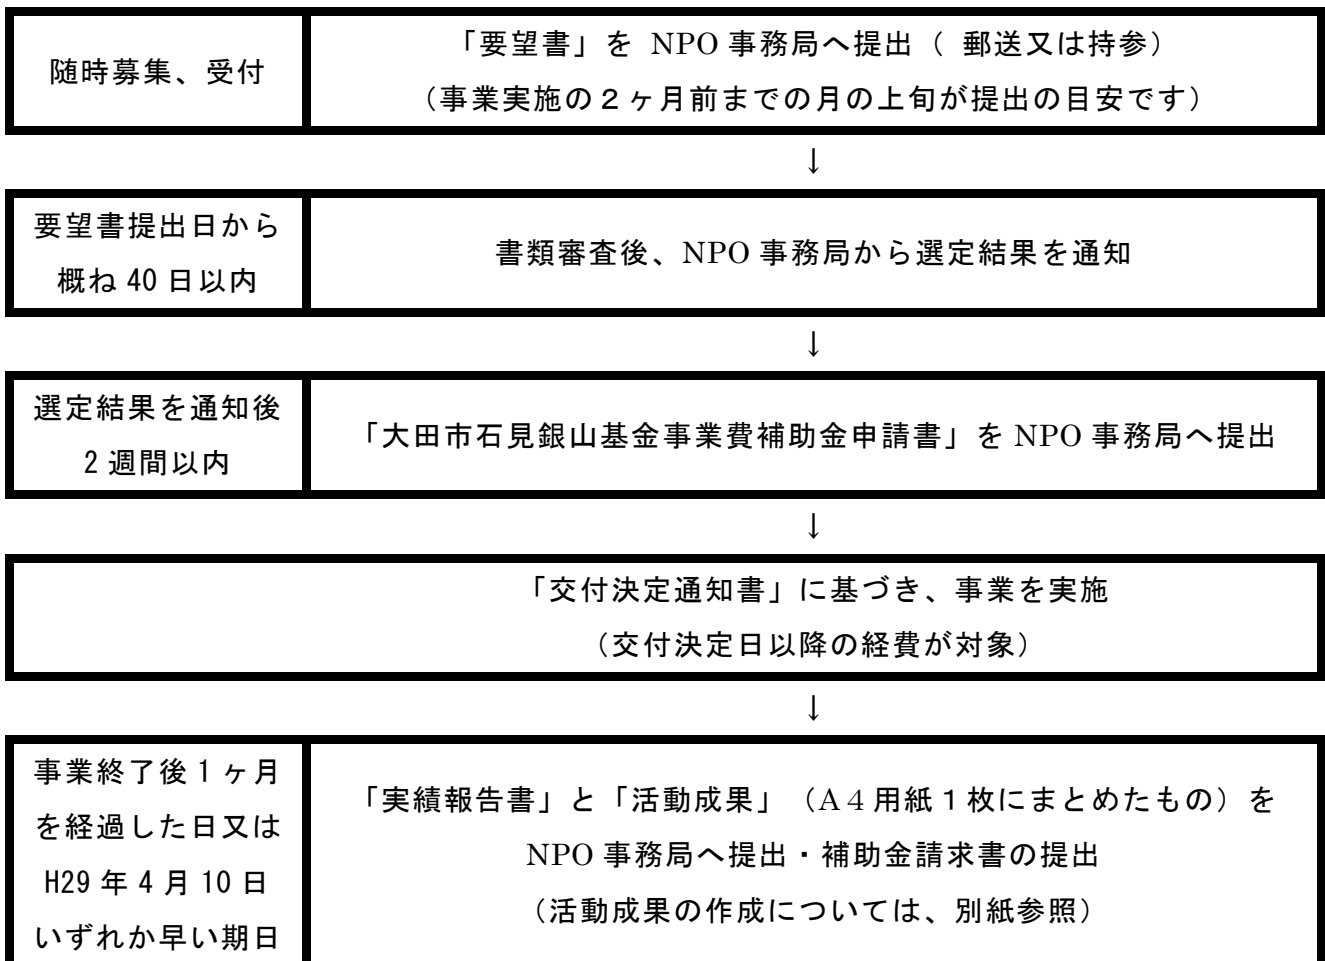 随時募集、受付
「要望書」を NPO 事務局へ提出（ 郵送又は持参）
（事業実施の２ヶ月前までの月の上旬が提出の目安です）
↓
要望書提出日から
概ね 40 日以内
書類審査後、NPO 事務局から選定結果を通知
↓
選定結果を通知後
2 週間以内
「大田市石見銀山基金事業費補助金申請書」を NPO 事務局へ提出
↓
「交付決定通知書」に基づき、事業を実施
（交付決定日以降の経費が対象）
↓
事業終了後 1 ヶ月
を経過した日又は
H29 年 4 月 10 日
いずれか早い期日
「実績報告書」と「活動成果」（A４用紙１枚にまとめたもの）を
NPO 事務局へ提出・補助金請求書の提出
（活動成果の作成については、別紙参照）